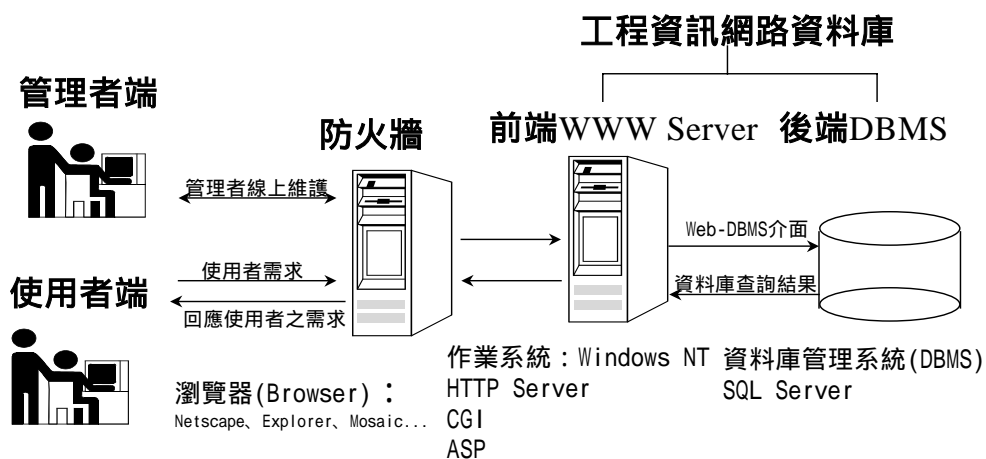 工程資訊網路資料庫
管理者端
防火牆
前端WWW Server
後端DBMS
管理者線上維護
Web-DBMS介面
使用者需求
資料庫查詢結果
使用者端
回應使用者之需求
瀏覽器(Browser)：
Netscape、Explorer、Mosaic...
作業系統：Windows NT
HTTP Server
CGI
ASP
資料庫管理系統(DBMS)
SQL Server